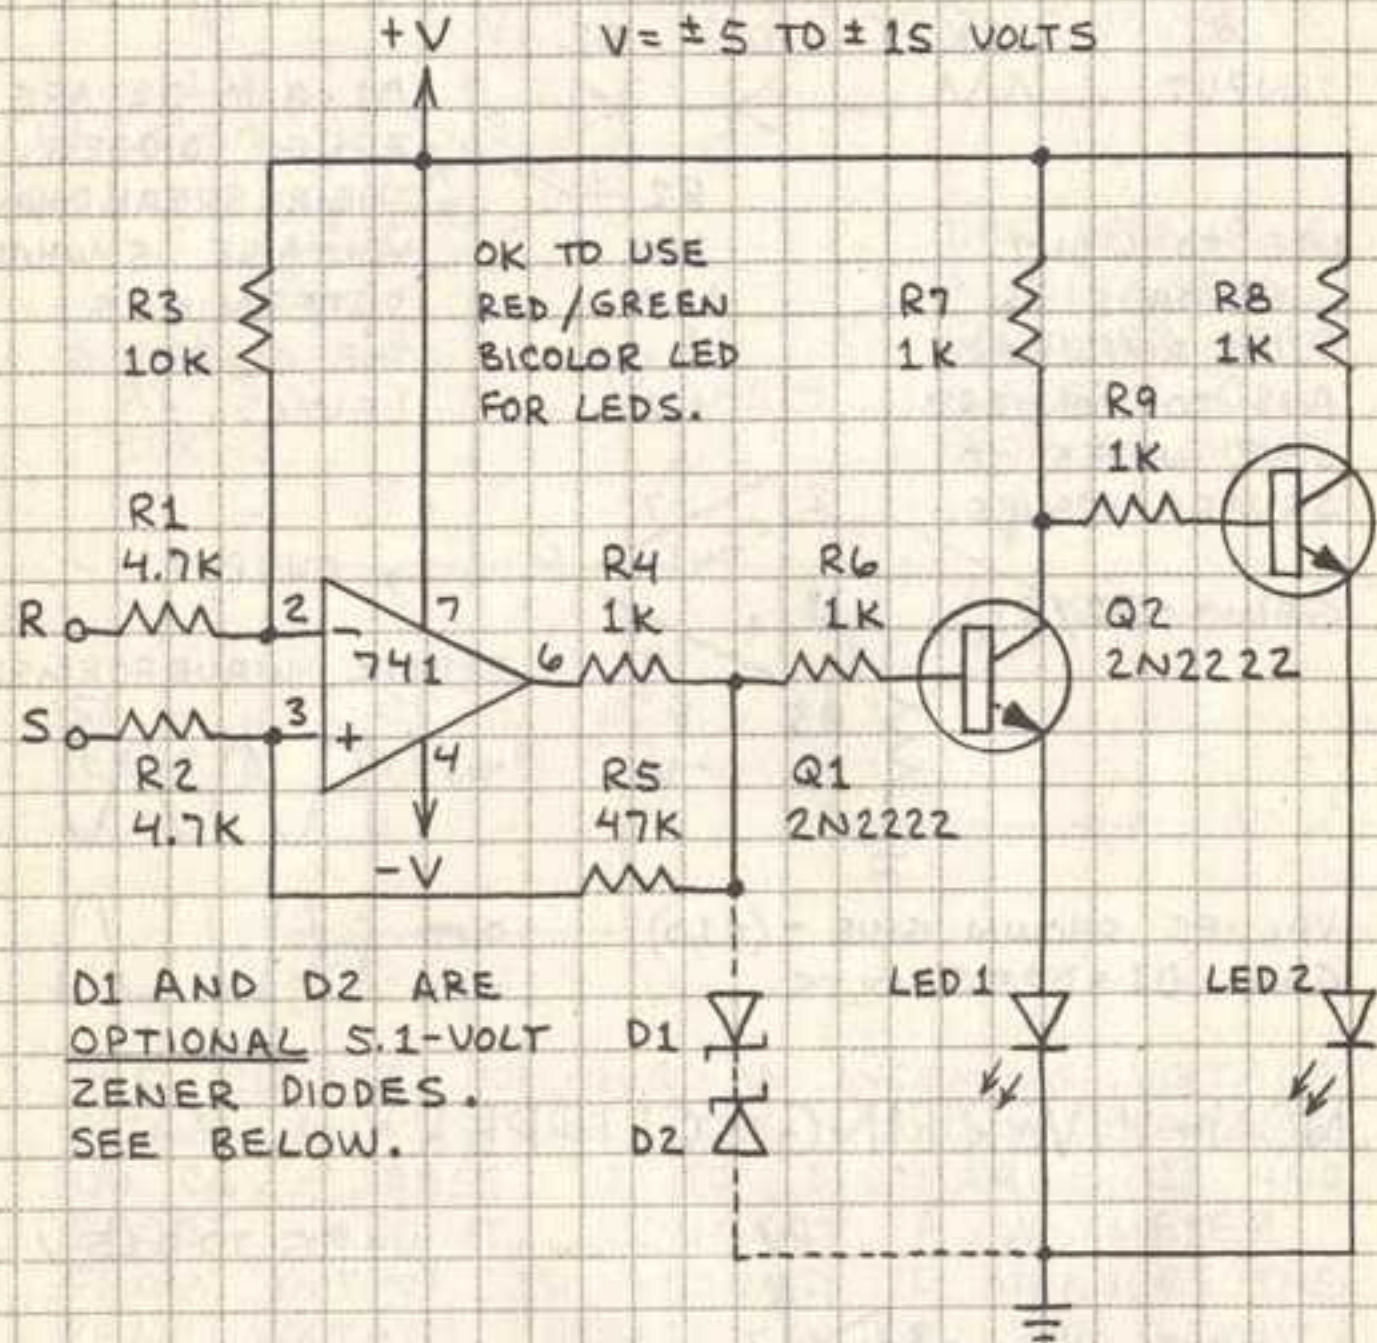 +V V= ±5 TO ±15 VOLTS
OK TO USE
RED/GREEN
BICOLOR LED
FOR LEDS.
R3
10K
R7
1K
R8
1K
R9
1K
R1
4.7K
R4
1K
R6
1K
R
2
-
7
741
6
Q2
2N2222
S
3
+
4
R2
4.7K
R5
47K
Q1
2N2222
-V
D1 AND D2 ARE
OPTIONAL 5.1-VOLT
ZENER DIODES.
SEE BELOW.
D1
D2
LED 1
LED 2